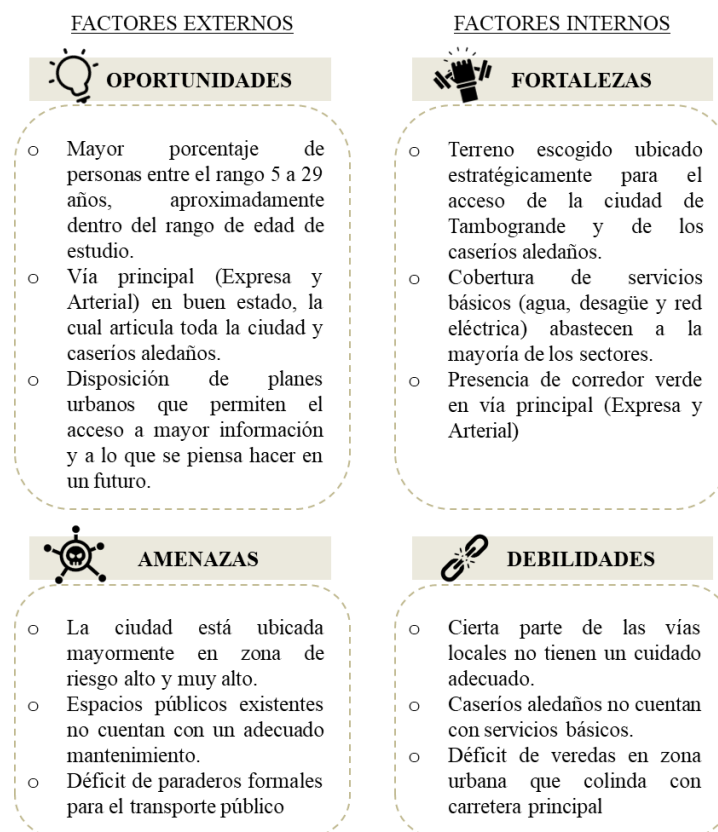 FACTORES EXTERNOS
OPORTUNIDADES
o Mayor porcentaje de
personas entre el rango 5 a 29
años, aproximadamente
dentro del rango de edad de
estudio.
o Vía principal (Expresa y
Arterial) en buen estado, la
cual articula toda la ciudad y
caseríos aledaños.
o Disposición de planes
urbanos que permiten el
acceso a mayor información
y a lo que se piensa hacer en
un futuro.
FACTORES INTERNOS
FORTALEZAS
o Terreno escogido ubicado
estratégicamente para el
acceso de la ciudad de
Tambogrande y de los
caseríos aledaños.
o Cobertura de servicios
básicos (agua, desagüe y red
eléctrica) abastecen a la
mayoría de los sectores.
o Presencia de corredor verde
en vía principal (Expresa y
Arterial)
AMENAZAS
o La ciudad está ubicada
mayormente en zona de
riesgo alto y muy alto.
o Espacios públicos existentes
no cuentan con un adecuado
mantenimiento.
o Déficit de paraderos formales
para el transporte público
DEBILIDADES
o Cierta parte de las vías
locales no tienen un cuidado
adecuado.
o Caseríos aledaños no cuentan
con servicios básicos.
o Déficit de veredas en zona
urbana que colinda con
carretera principal